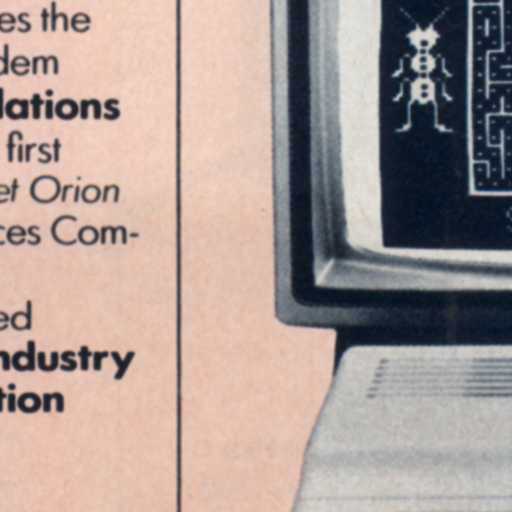 es the
dem
lations
first
et Orion
ces Com-
ed
ndustry
tion